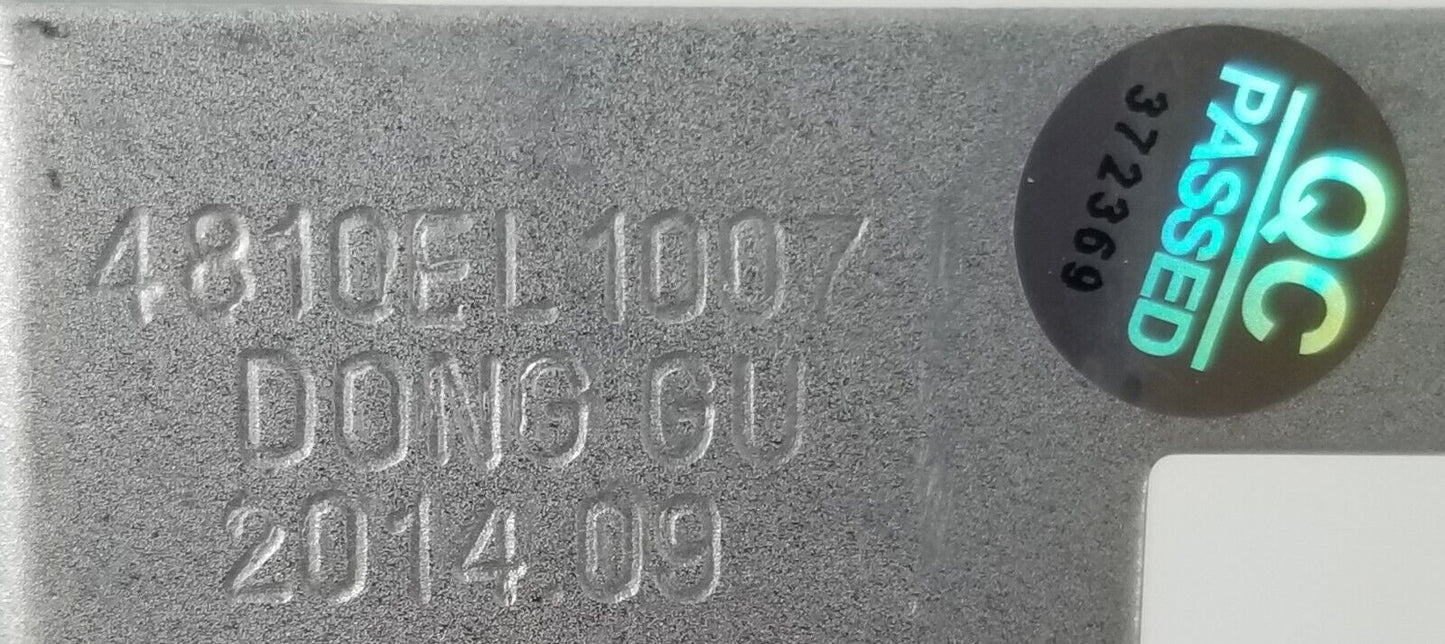 4810EL1007
DONG GU
2014.09
QC
PASSED
372369